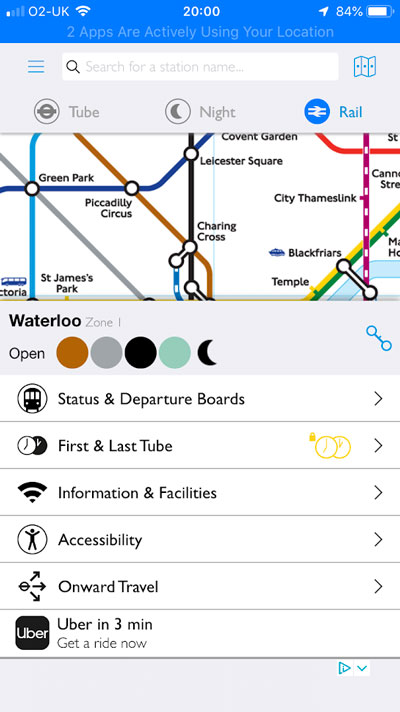 O2-UK 20:00 84%
2 Apps Are Actively Using Your Location
Search for a station name...
Tube Night Rail
Covent Garden
St
Leicester Square
Green Park
Cannon
Stre
Piccadilly
Circus
City Thameslink
Charing
Cross
Ma
Ho
Blackfriars
St James's
Park
Temple
ctoria
Waterloo Zone 1
Open
Status & Departure Boards
First & Last Tube
Information & Facilities
Accessibility
Onward Travel
Uber
Uber in 3 min
Get a ride now